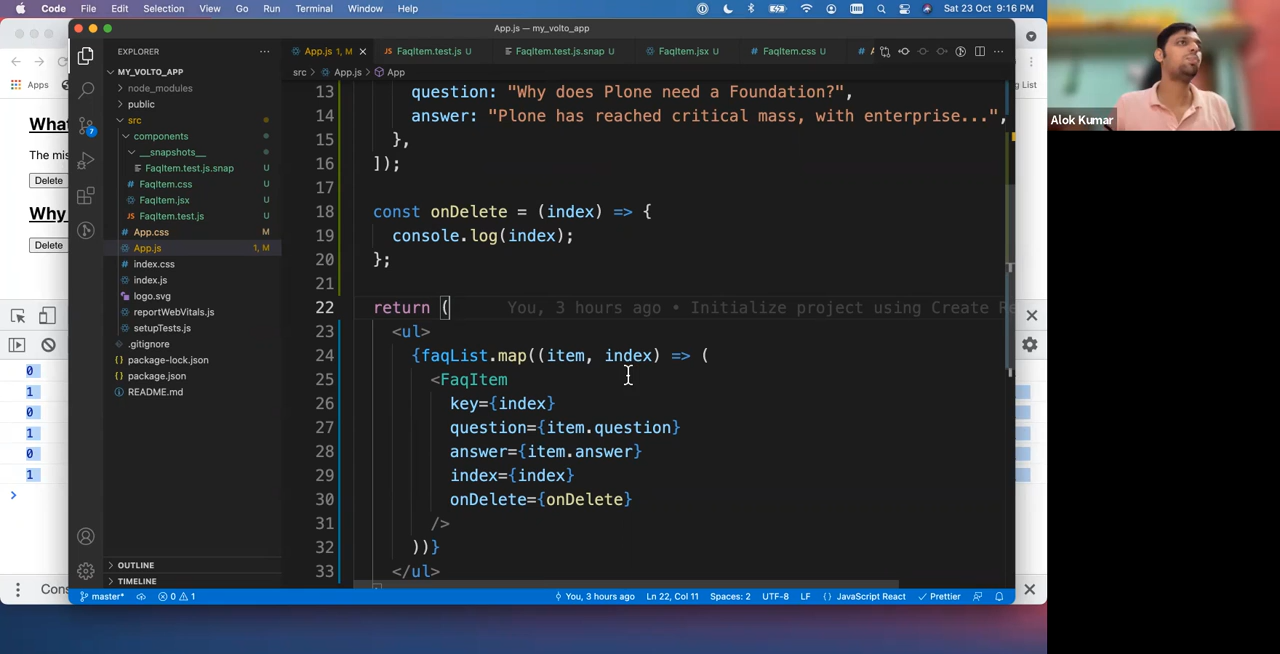 Code File Edit Selection View Go Run Terminal Window Help Sat 23 Oct 9:16 PM
App.js — my_volto_app
EXPLORER
App.js 1, M
FaqItem.test.js U
FaqItem.test.js.snap U
FaqItem.jsx U
FaqItem.css U
src > App.js > App
MY_VOLTO_APP
node_modules
public
src
components
__snapshots__
FaqItem.test.js.snap U
FaqItem.css U
FaqItem.jsx U
FaqItem.test.js U
App.css M
App.js 1, M
index.css
index.js
logo.svg
reportWebVitals.js
setupTests.js
.gitignore
package-lock.json
package.json
README.md
OUTLINE
TIMELINE
13 question: "Why does Plone need a Foundation?",
14 answer: "Plone has reached critical mass, with enterprise...",
15 },
16 ]);
17
18 const onDelete = (index) => {
19 console.log(index);
20 };
21
22 return ( You, 3 hours ago • Initialize project using Create Re
23 <ul>
24 {faqList.map((item, index) => (
25 <FaqItem
26 key={index}
27 question={item.question}
28 answer={item.answer}
29 index={index}
30 onDelete={onDelete}
31 />
32 ))}
33 </ul>
master* 0 1 You, 3 hours ago Ln 22, Col 11 Spaces: 2 UTF-8 LF {} JavaScript React Prettier
Apps
What
The mis
Delete
Why
Delete
7
0
1
0
1
0
1
Cons
ng List
Alok Kumar